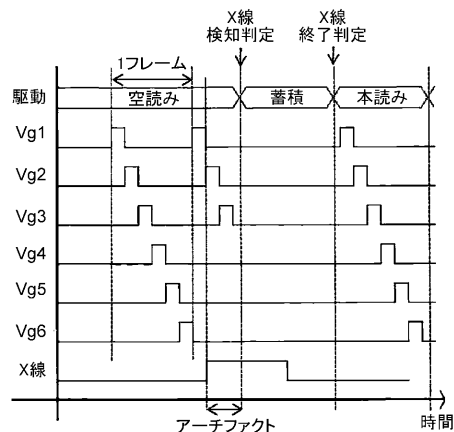 X線
検知判定
X線
終了判定
1フレーム
駆動
空読み
蓄積
本読み
Vg1
Vg2
Vg3
Vg4
Vg5
Vg6
X線
時間
アーチファクト